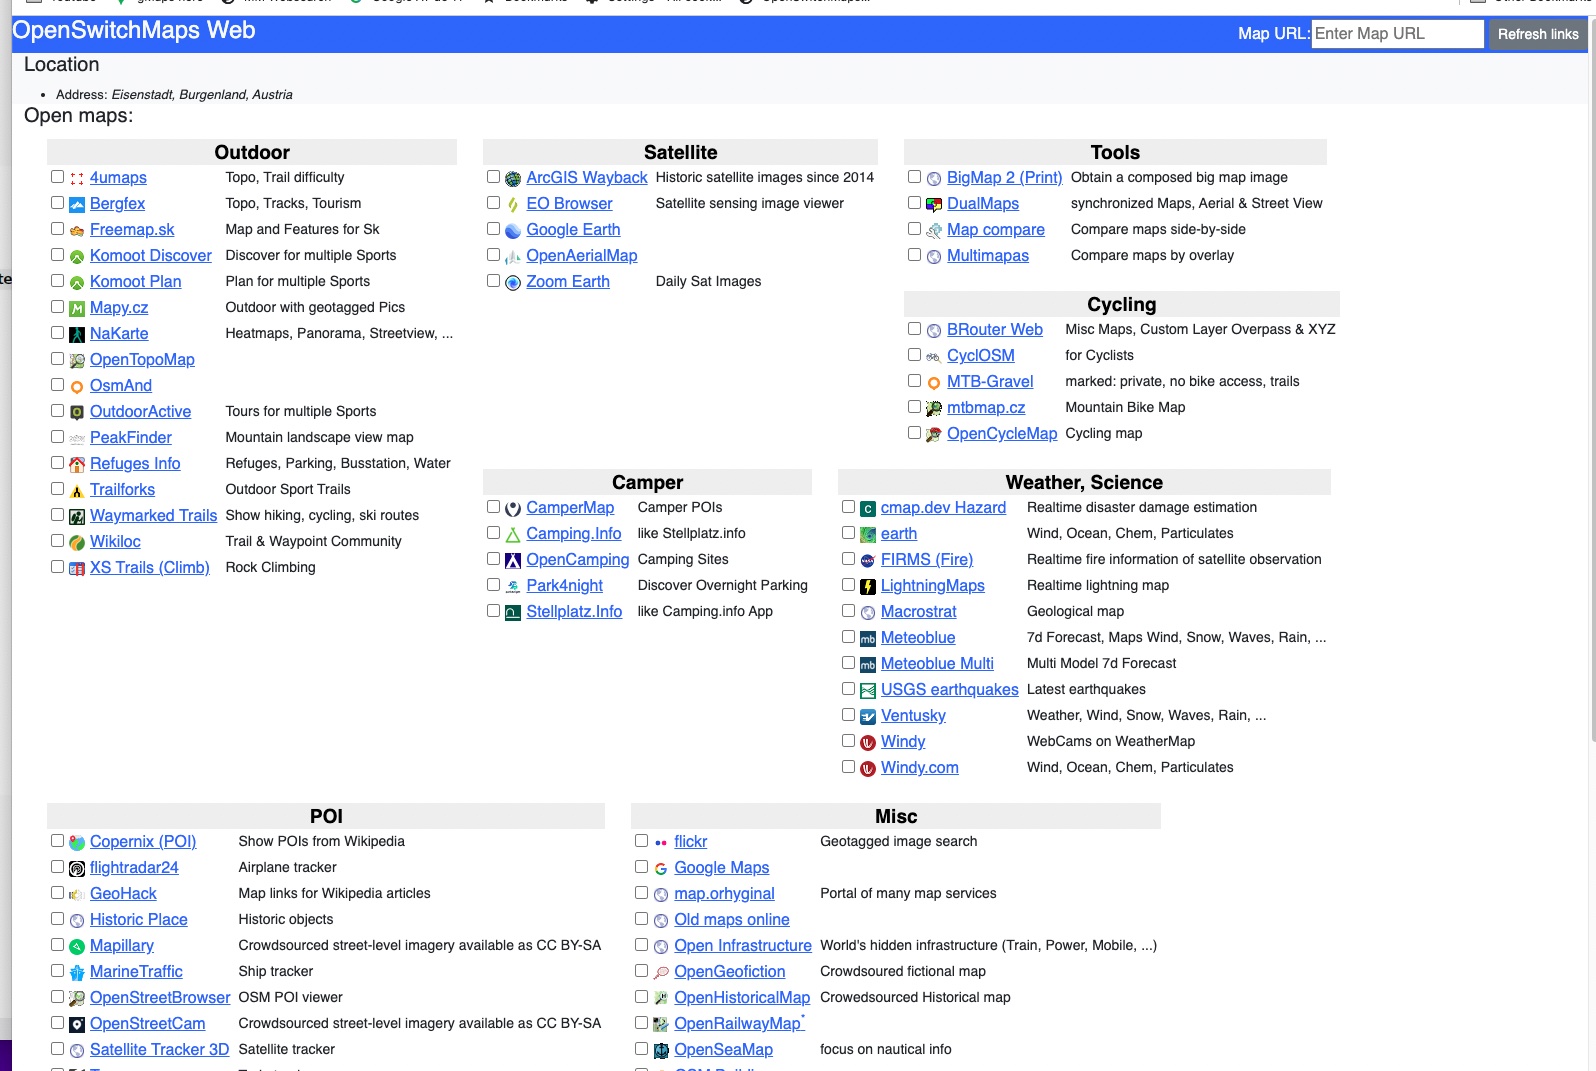 OpenSwitchMaps Web
Map URL: Enter Map URL Refresh links
Location
• Address: Eisenstadt, Burgenland, Austria
Open maps:
Outdoor
4umaps Topo, Trail difficulty
Bergfex Topo, Tracks, Tourism
Freemap.sk Map and Features for Sk
Komoot Discover Discover for multiple Sports
Komoot Plan Plan for multiple Sports
Mapy.cz Outdoor with geotagged Pics
NaKarte Heatmaps, Panorama, Streetview, ...
OpenTopoMap
OsmAnd
OutdoorActive Tours for multiple Sports
PeakFinder Mountain landscape view map
Refuges Info Refuges, Parking, Busstation, Water
Trailforks Outdoor Sport Trails
Waymarked Trails Show hiking, cycling, ski routes
Wikiloc Trail & Waypoint Community
XS Trails (Climb) Rock Climbing
Satellite
ArcGIS Wayback Historic satellite images since 2014
EO Browser Satellite sensing image viewer
Google Earth
OpenAerialMap
Zoom Earth Daily Sat Images
Tools
BigMap 2 (Print) Obtain a composed big map image
DualMaps synchronized Maps, Aerial & Street View
Map compare Compare maps side-by-side
Multimapas Compare maps by overlay
Cycling
BRouter Web Misc Maps, Custom Layer Overpass & XYZ
CyclOSM for Cyclists
MTB-Gravel marked: private, no bike access, trails
mtbmap.cz Mountain Bike Map
OpenCycleMap Cycling map
Camper
CamperMap Camper POIs
Camping.Info like Stellplatz.info
OpenCamping Camping Sites
Park4night Discover Overnight Parking
Stellplatz.Info like Camping.info App
Weather, Science
cmap.dev Hazard Realtime disaster damage estimation
earth Wind, Ocean, Chem, Particulates
FIRMS (Fire) Realtime fire information of satellite observation
LightningMaps Realtime lightning map
Macrostrat Geological map
Meteoblue 7d Forecast, Maps Wind, Snow, Waves, Rain, ...
Meteoblue Multi Multi Model 7d Forecast
USGS earthquakes Latest earthquakes
Ventusky Weather, Wind, Snow, Waves, Rain, ...
Windy WebCams on WeatherMap
Windy.com Wind, Ocean, Chem, Particulates
POI
Copernix (POI) Show POIs from Wikipedia
flightradar24 Airplane tracker
GeoHack Map links for Wikipedia articles
Historic Place Historic objects
Mapillary Crowdsourced street-level imagery available as CC BY-SA
MarineTraffic Ship tracker
OpenStreetBrowser OSM POI viewer
OpenStreetCam Crowdsourced street-level imagery available as CC BY-SA
Satellite Tracker 3D Satellite tracker
Misc
flickr Geotagged image search
Google Maps
map.orhyginal Portal of many map services
Old maps online
Open Infrastructure World's hidden infrastructure (Train, Power, Mobile, ...)
OpenGeofiction Crowdsoured fictional map
OpenHistoricalMap Crowedsourced Historical map
OpenRailwayMap*
OpenSeaMap focus on nautical info